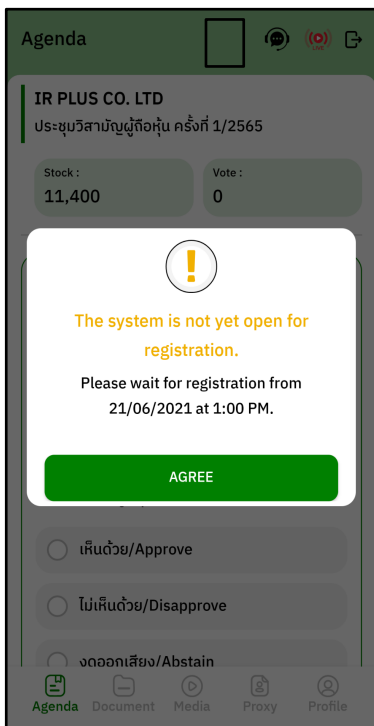 Agenda
LIVE
IR PLUS CO. LTD
ประชุมวิสามัญผู้ถือหุ้น ครั้งที่ 1/2565
Stock :
Vote :
11,400
0
The system is not yet open for
registration.
Please wait for registration from
21/06/2021 at 1:00 PM.
AGREE
เห็นด้วย/Approve
ไม่เห็นด้วย/Disapprove
งดออกเสียง/Abstain
Agenda Document Media Proxy Profile